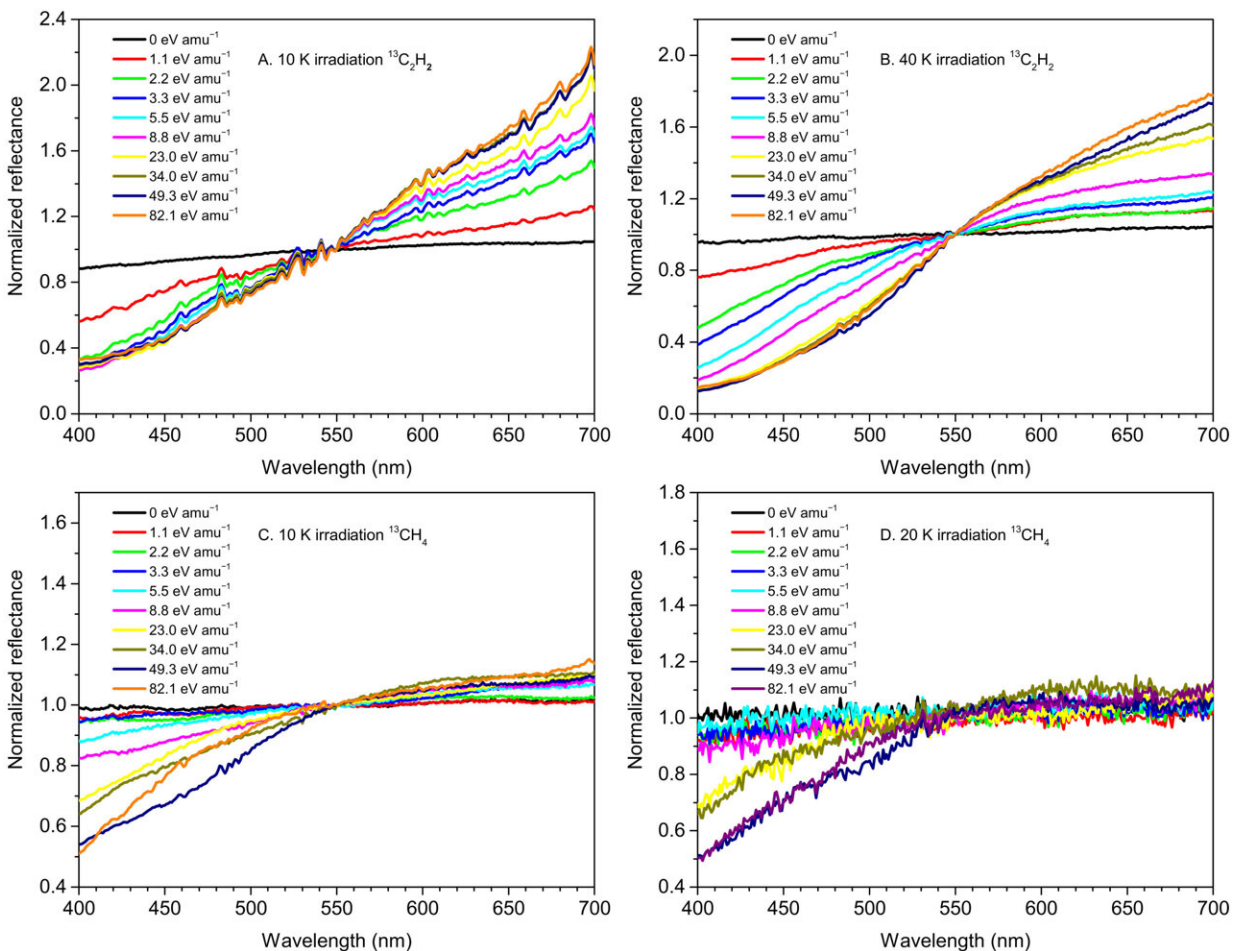 2.4
2.0
1.6
1.2
0.8
0.4
0.0
Normalized reflectance
0 eV amu⁻¹
1.1 eV amu⁻¹
2.2 eV amu⁻¹
3.3 eV amu⁻¹
5.5 eV amu⁻¹
8.8 eV amu⁻¹
23.0 eV amu⁻¹
34.0 eV amu⁻¹
49.3 eV amu⁻¹
82.1 eV amu⁻¹
A. 10 K irradiation ¹³C₂H₂
400 450 500 550 600 650 700
Wavelength (nm)
2.0
1.6
1.2
0.8
0.4
0.0
Normalized reflectance
0 eV amu⁻¹
1.1 eV amu⁻¹
2.2 eV amu⁻¹
3.3 eV amu⁻¹
5.5 eV amu⁻¹
8.8 eV amu⁻¹
23.0 eV amu⁻¹
34.0 eV amu⁻¹
49.3 eV amu⁻¹
82.1 eV amu⁻¹
B. 40 K irradiation ¹³C₂H₂
400 450 500 550 600 650 700
Wavelength (nm)
1.6
1.4
1.2
1.0
0.8
0.6
0.4
Normalized reflectance
0 eV amu⁻¹
1.1 eV amu⁻¹
2.2 eV amu⁻¹
3.3 eV amu⁻¹
5.5 eV amu⁻¹
8.8 eV amu⁻¹
23.0 eV amu⁻¹
34.0 eV amu⁻¹
49.3 eV amu⁻¹
82.1 eV amu⁻¹
C. 10 K irradiation ¹³CH₄
400 450 500 550 600 650 700
Wavelength (nm)
1.8
1.6
1.4
1.2
1.0
0.8
0.6
0.4
Normalized reflectance
0 eV amu⁻¹
1.1 eV amu⁻¹
2.2 eV amu⁻¹
3.3 eV amu⁻¹
5.5 eV amu⁻¹
8.8 eV amu⁻¹
23.0 eV amu⁻¹
34.0 eV amu⁻¹
49.3 eV amu⁻¹
82.1 eV amu⁻¹
D. 20 K irradiation ¹³CH₄
400 450 500 550 600 650 700
Wavelength (nm)